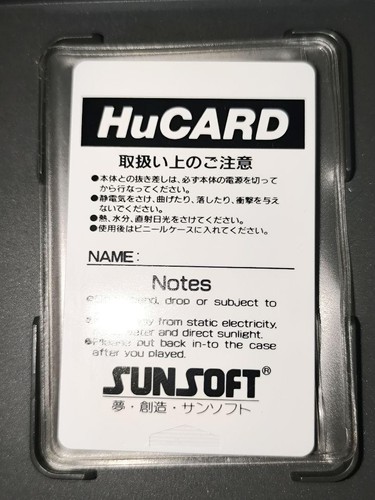 HuCARD
取扱い上のご注意
●本体との抜き差しは、必ず本体の電源を切って
から行なってください。
●静電気をさけ、曲げたり、落したり、衝撃を与え
ないでください。
●熱、水分、直射日光をさけてください。
●使用後はビニールケースに入れてください。
NAME:
Notes
drop or subject to
from static electricity,
and direct sunlight.
●Please put back in-to the case
after you played.
SUNSOFT®
夢・創造・サンソフト